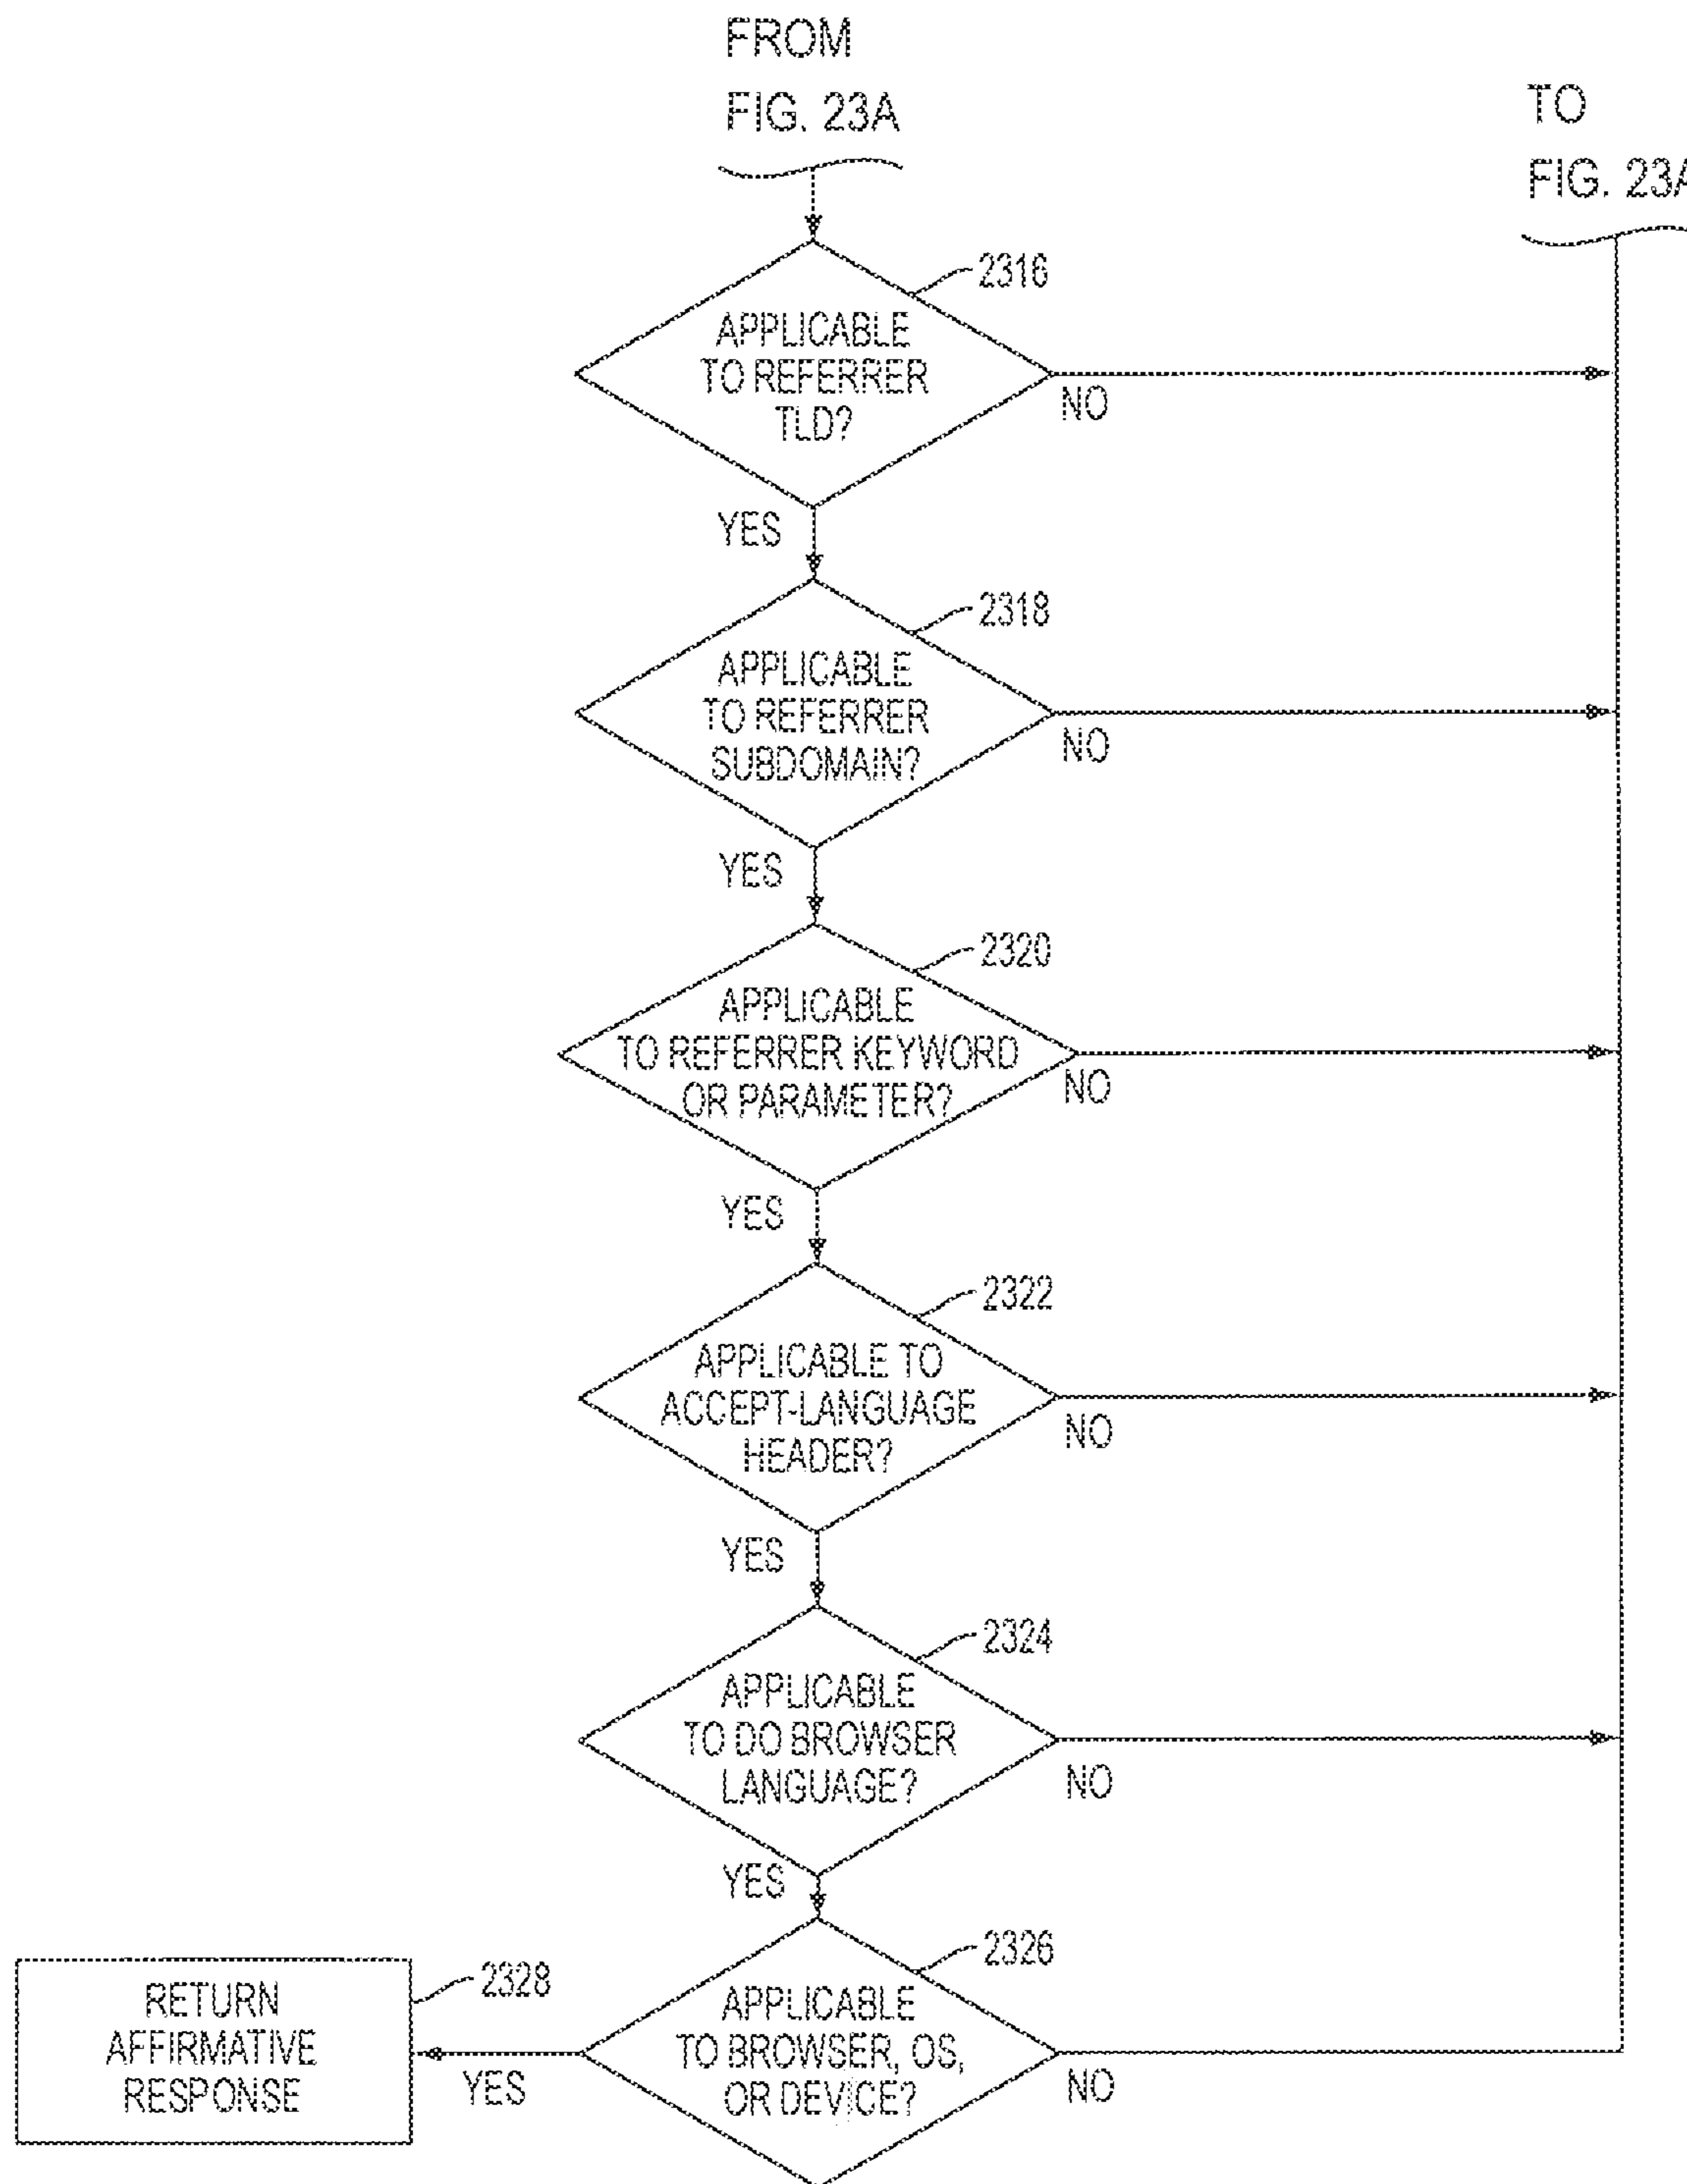 FROM
FIG. 23A
TO
FIG. 23A
2316
APPLICABLE
TO REFERRER
TLD?
NO
YES
2318
APPLICABLE
TO REFERRER
SUBDOMAIN?
NO
YES
2320
APPLICABLE
TO REFERRER KEYWORD
OR PARAMETER?
NO
YES
2322
APPLICABLE TO
ACCEPT-LANGUAGE
HEADER?
NO
YES
2324
APPLICABLE
TO DO BROWSER
LANGUAGE?
NO
YES
2326
APPLICABLE
TO BROWSER, OS,
OR DEVICE?
NO
YES
2328
RETURN
AFFIRMATIVE
RESPONSE